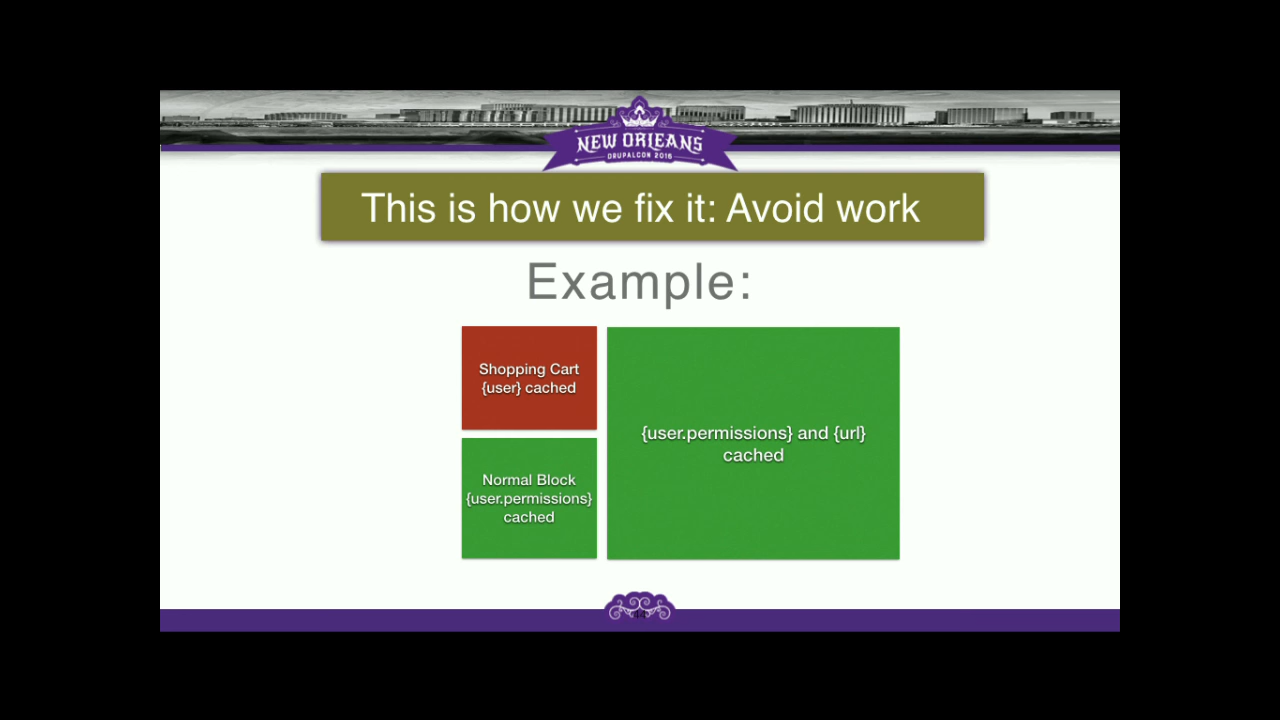 NEW ORLEANS
DRUPALCON 2016
This is how we fix it: Avoid work
Example:
Shopping Cart
{user} cached
Normal Block
{user.permissions}
cached
{user.permissions} and {url}
cached